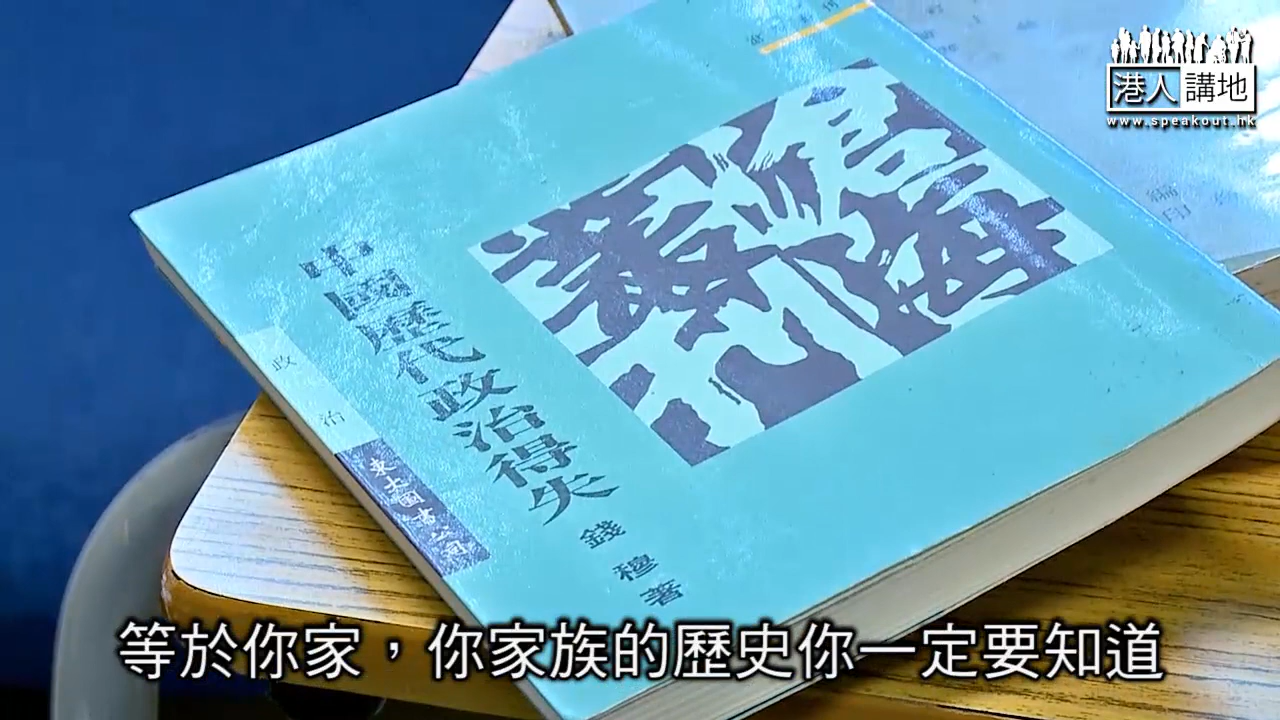 港人講地
www.speakout.hk
中國歷代政治得失
錢穆著
政治
東大圖書公司
編印
等於你家，你家族的歷史你一定要知道